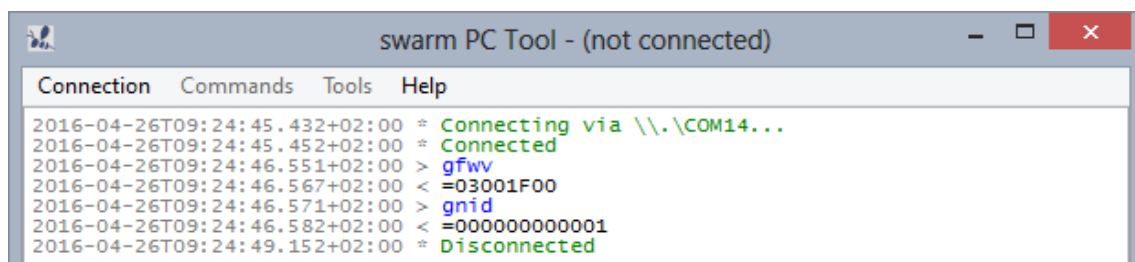 swarm PC Tool - (not connected)
Connection Commands Tools Help
2016-04-26T09:24:45.432+02:00 * Connecting via \\.\COM14...
2016-04-26T09:24:45.452+02:00 * Connected
2016-04-26T09:24:46.551+02:00 > gfwv
2016-04-26T09:24:46.567+02:00 < =03001F00
2016-04-26T09:24:46.571+02:00 > gnid
2016-04-26T09:24:46.582+02:00 < =000000000001
2016-04-26T09:24:49.152+02:00 * Disconnected